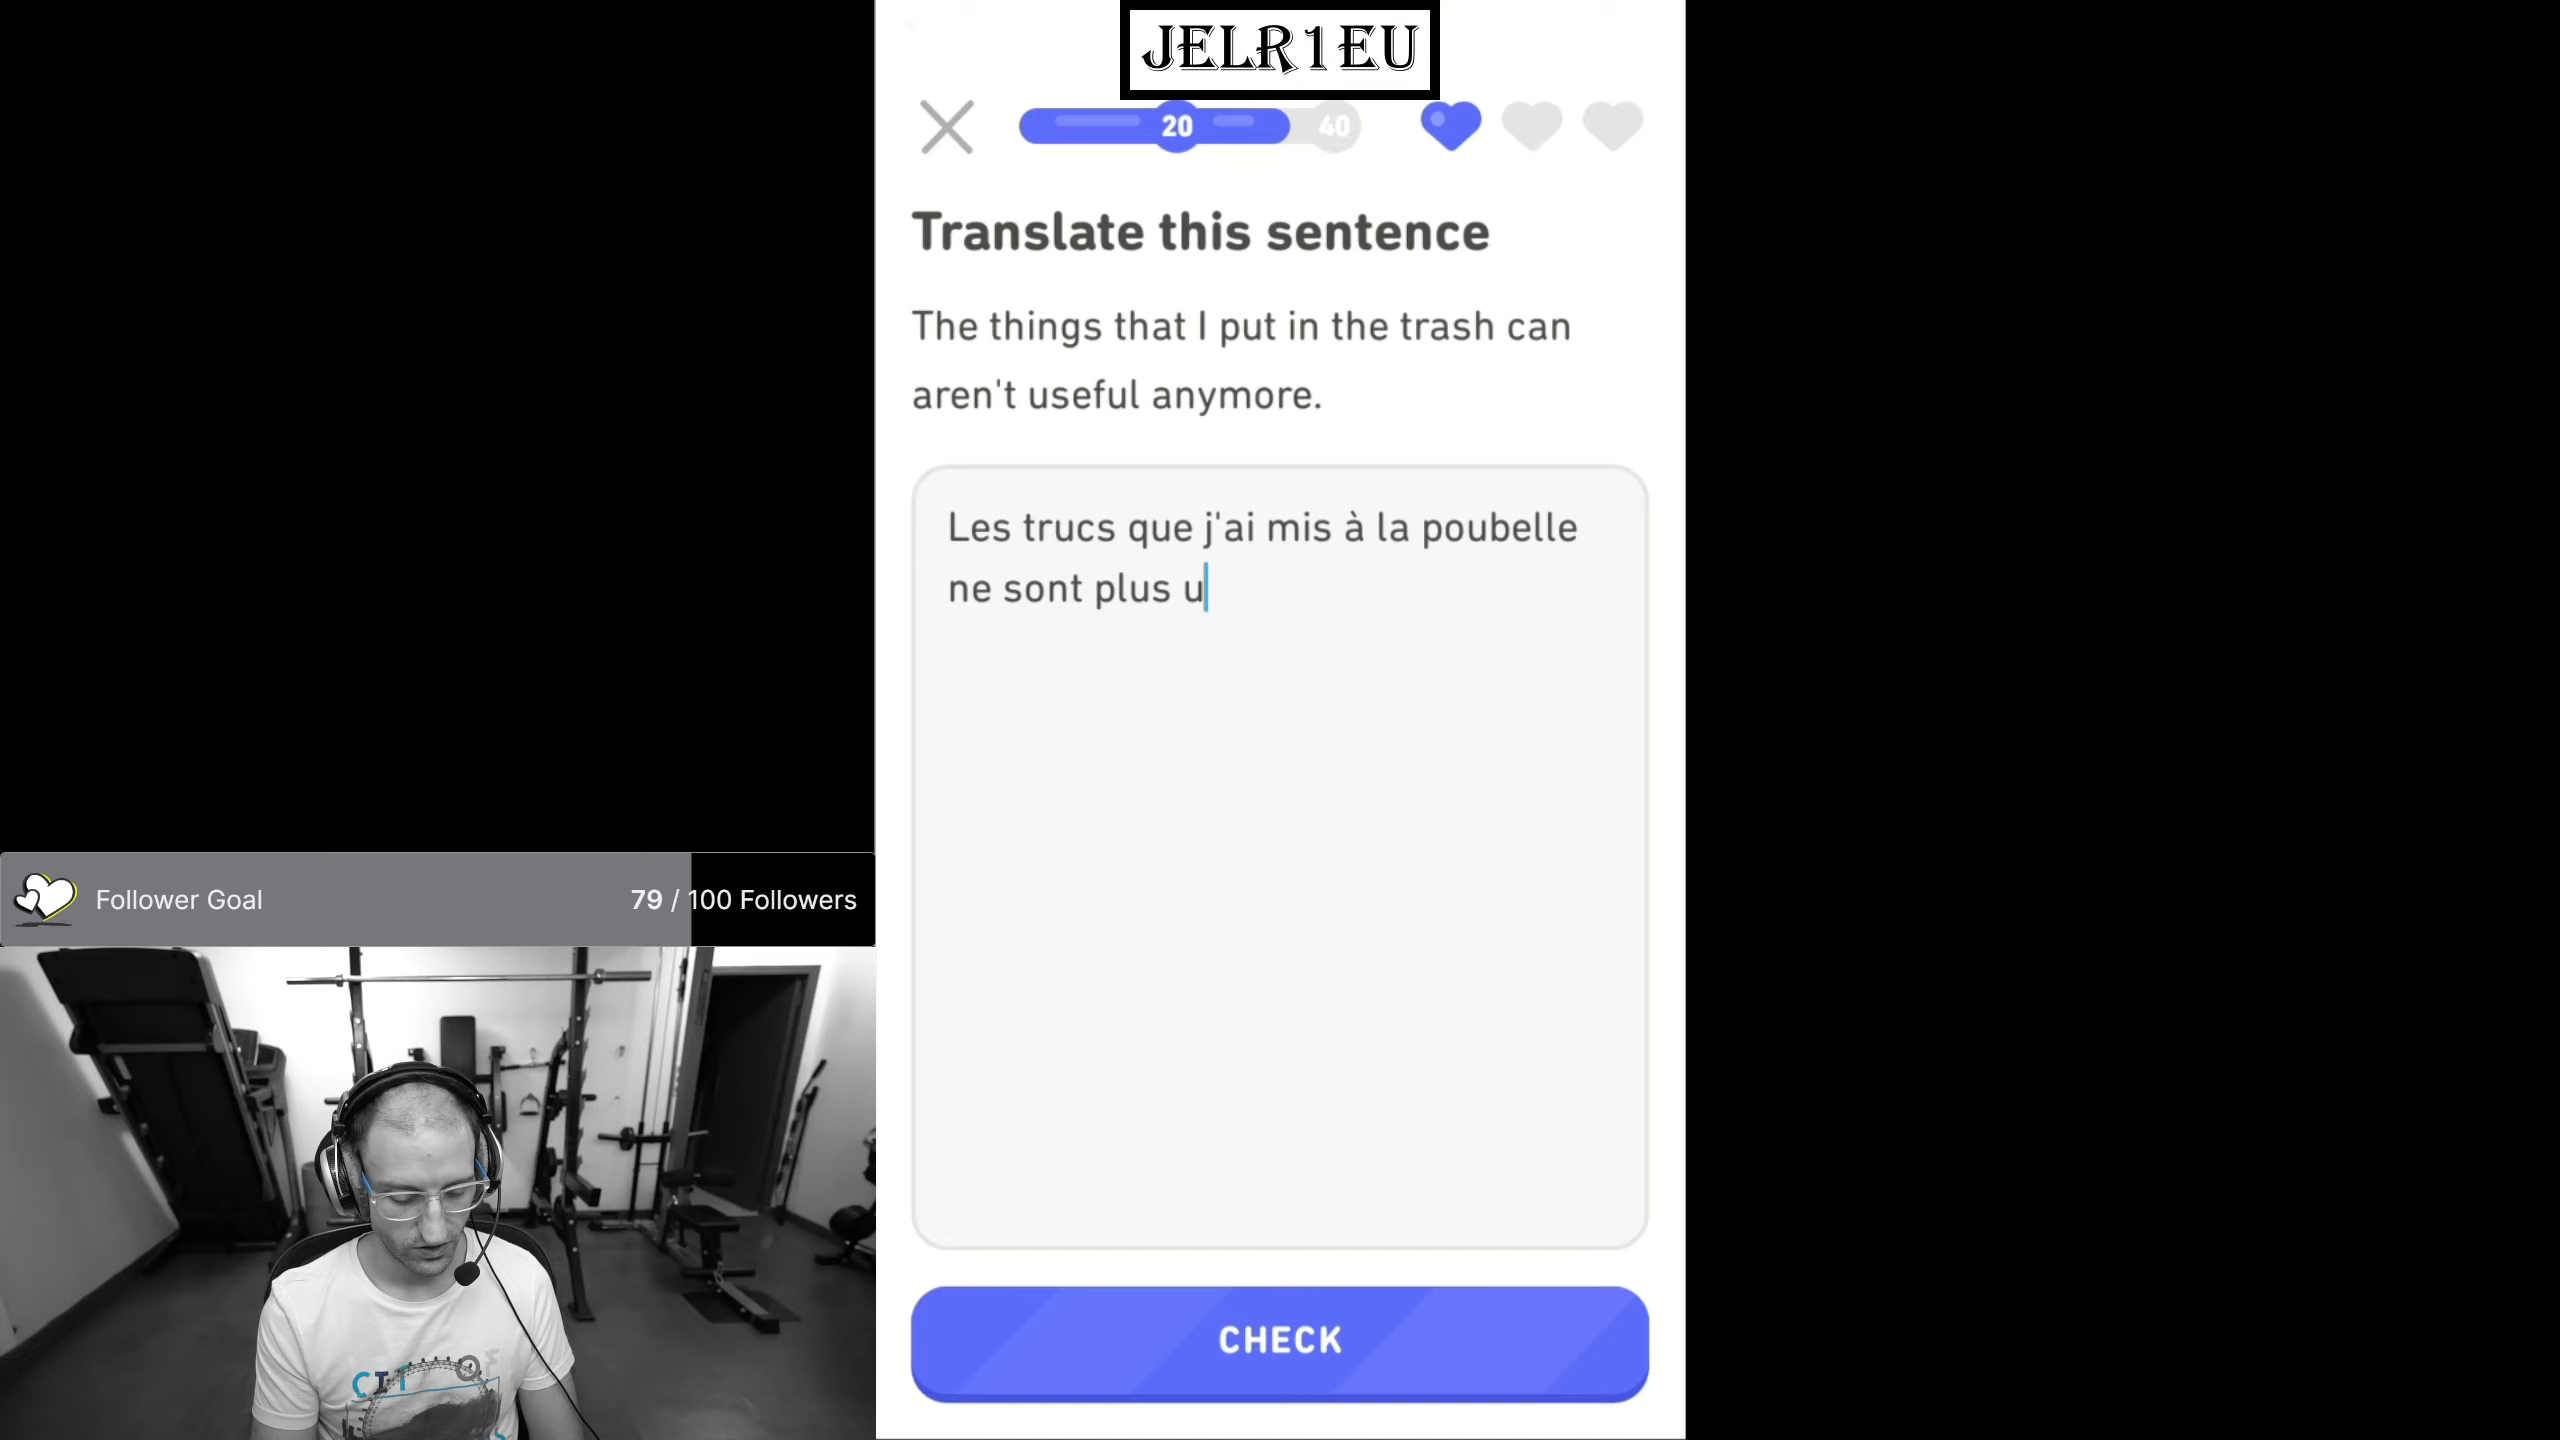 JELR1EU
20
40
Translate this sentence
The things that I put in the trash can
aren't useful anymore.
Les trucs que j'ai mis à la poubelle
ne sont plus u
CHECK
Follower Goal
79 / 100 Followers